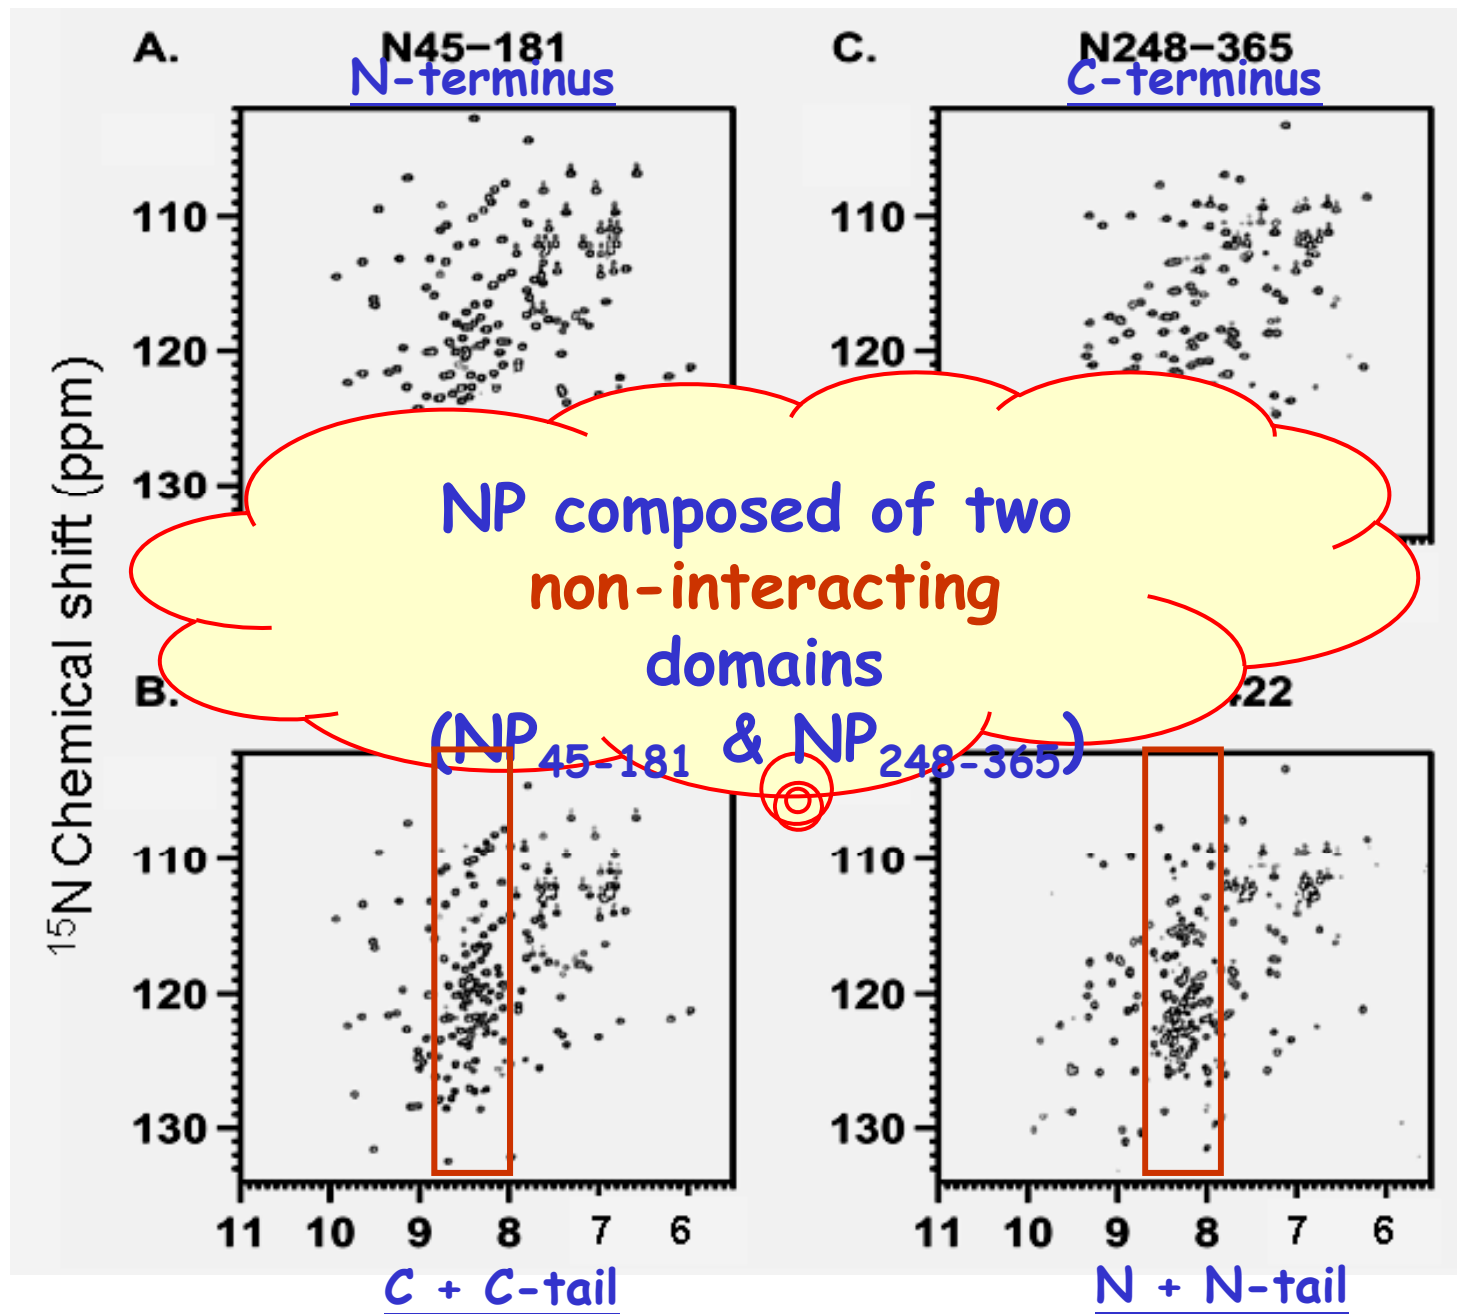 A.
N45–181
N-terminus
C.
N248–365
C-terminus
110
120
130
110
120
15N Chemical shift (ppm)
NP composed of two
non-interacting
domains
(NP45-181 & NP248-365)
B.
422
110
120
130
110
120
130
11 10 9 8 7 6
11 10 9 8 7 6
C + C-tail
N + N-tail